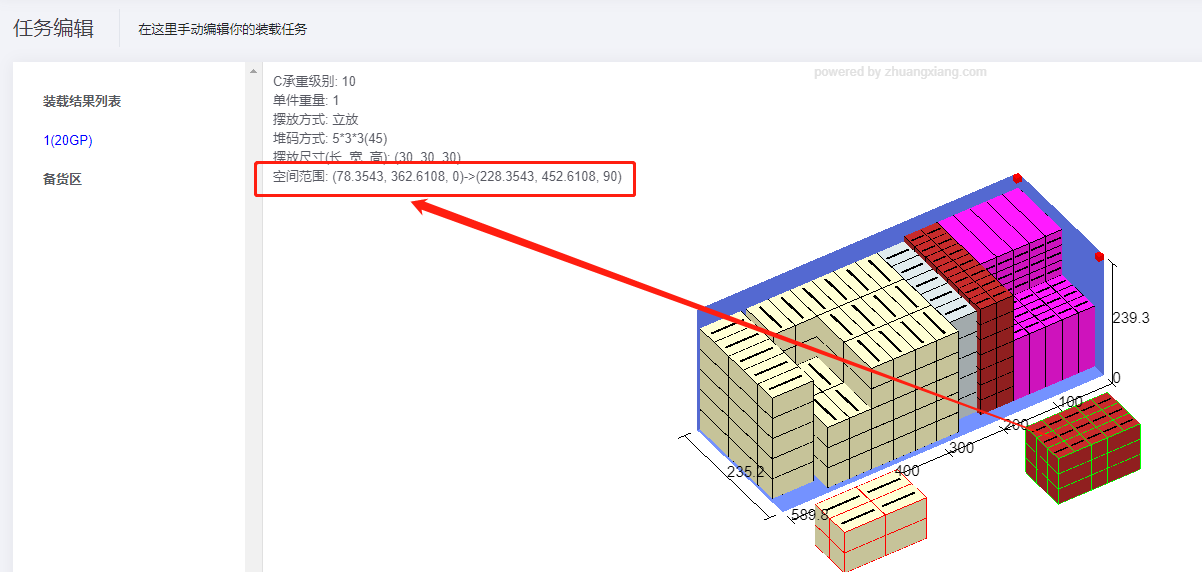 任务编辑
在这里手动编辑你的装载任务
装载结果列表
1(20GP)
备货区
C承重级别: 10
单件重量: 1
摆放方式: 立放
堆码方式: 5*3*3(45)
摆放尺寸(长, 宽, 高): (30, 30, 30)
空间范围: (78.3543, 362.6108, 0)->(228.3543, 452.6108, 90)
powered by zhuangxiang.com
239.3
0
100
200
300
400
589.8
235.2